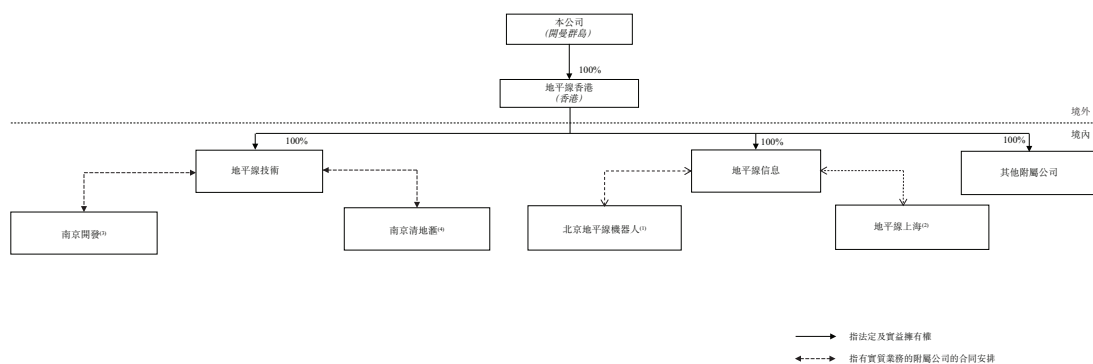 本公司
(開曼群島)
100%
地平線香港
(香港)
境外
境內
100%
100%
100%
地平線技術
地平線信息
其他附屬公司
南京開發(3)
南京清地滙(4)
北京地平線機器人(1)
地平線上海(2)
指法定及實益擁有權
指有實質業務的附屬公司的合同安排